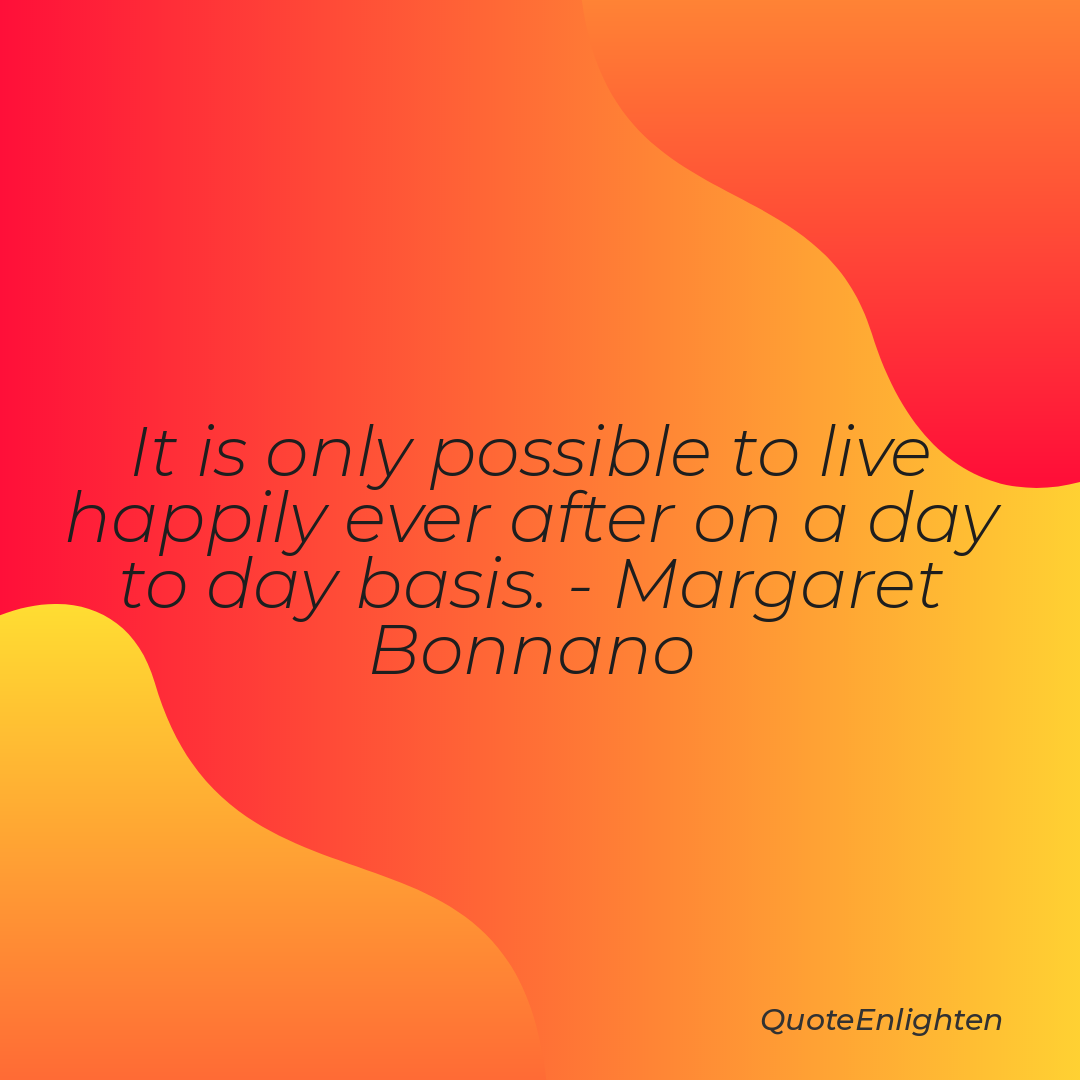 It is only possible to live
happily ever after on a day
to day basis. - Margaret
Bonnano
QuoteEnlighten